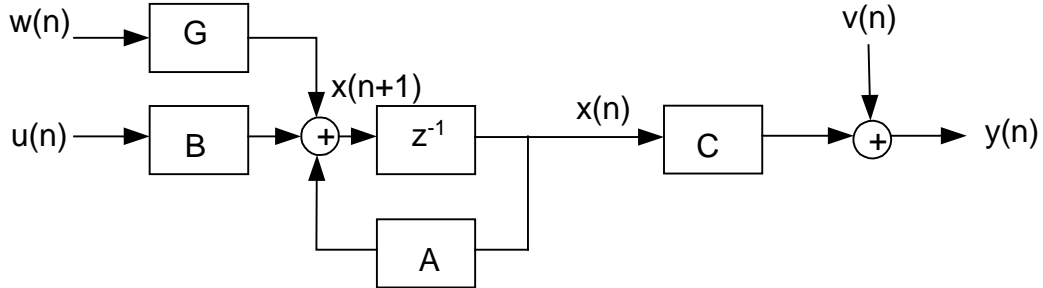 w(n)
G
v(n)
x(n+1)
x(n)
u(n)
B
+
z⁻¹
C
+
y(n)
A